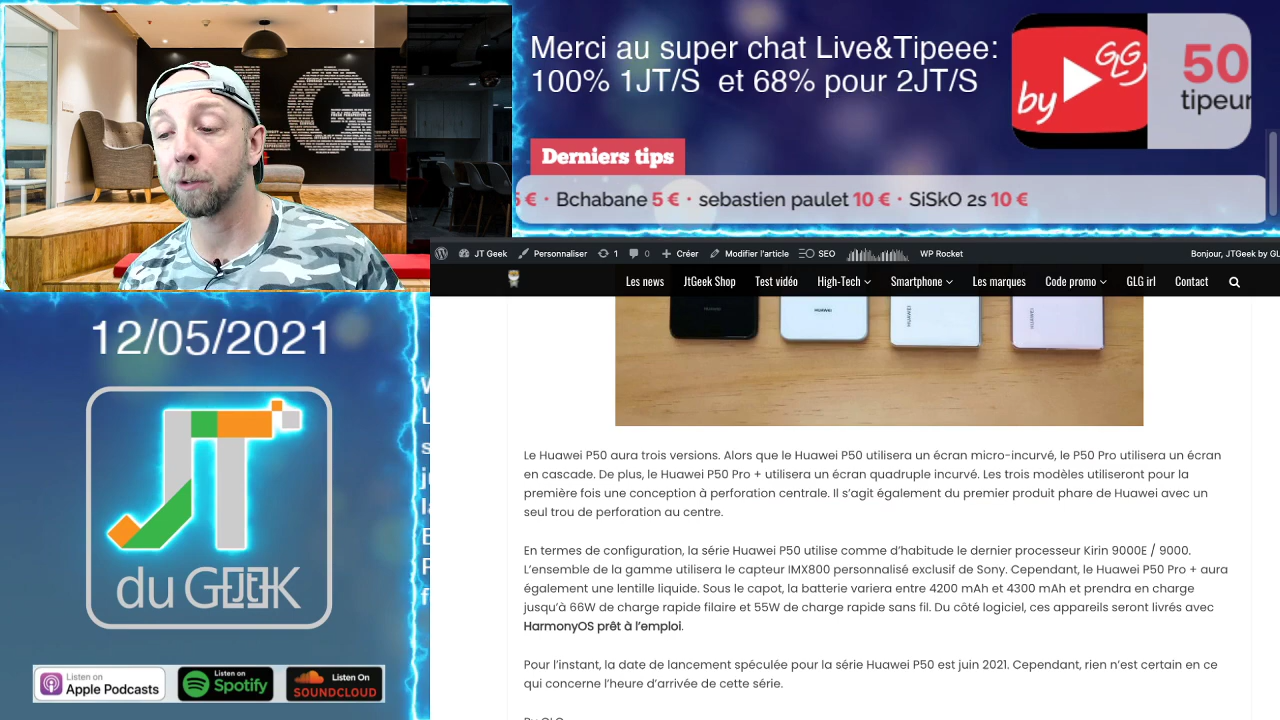 Merci au super chat Live&Tipeee:
100% 1JT/S et 68% pour 2JT/S
by GLG
50
tipeur
Derniers tips
5 € • Bchabane 5 € • sebastien paulet 10 € • SiSkO 2s 10 €
JT Geek Personnaliser 1 0 Créer Modifier l'article SEO WP Rocket Bonjour, JTGeek by GL
Les news JtGeek Shop Test vidéo High-Tech Smartphone Les marques Code promo GLG irl Contact
12/05/2021
JT
du GEEK
Listen on
Apple Podcasts
Listen on
Spotify
Listen On
SOUNDCLOUD
HUAWEI HUAWEI HUAWEI HUAWEI
Le Huawei P50 aura trois versions. Alors que le Huawei P50 utilisera un écran micro-incurvé, le P50 Pro utilisera un écran
en cascade. De plus, le Huawei P50 Pro + utilisera un écran quadruple incurvé. Les trois modèles utiliseront pour la
première fois une conception à perforation centrale. Il s’agit également du premier produit phare de Huawei avec un
seul trou de perforation au centre.
En termes de configuration, la série Huawei P50 utilise comme d’habitude le dernier processeur Kirin 9000E / 9000.
L’ensemble de la gamme utilisera le capteur IMX800 personnalisé exclusif de Sony. Cependant, le Huawei P50 Pro + aura
également une lentille liquide. Sous le capot, la batterie variera entre 4200 mAh et 4300 mAh et prendra en charge
jusqu’à 66W de charge rapide filaire et 55W de charge rapide sans fil. Du côté logiciel, ces appareils seront livrés avec
HarmonyOS prêt à l’emploi.
Pour l’instant, la date de lancement spéculée pour la série Huawei P50 est juin 2021. Cependant, rien n’est certain en ce
qui concerne l’heure d’arrivée de cette série.
By GLG